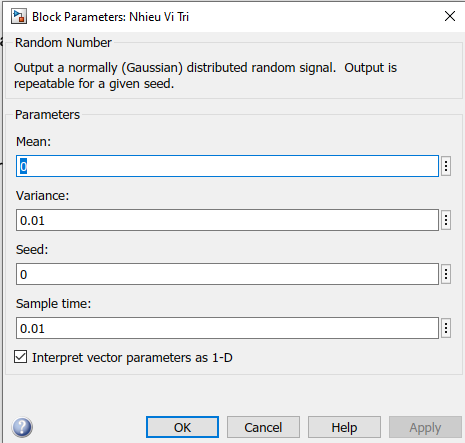 Block Parameters: Nhieu Vi Tri
Random Number
Output a normally (Gaussian) distributed random signal.  Output is
repeatable for a given seed.
Parameters
Mean:
0
Variance:
0.01
Seed:
0
Sample time:
0.01
Interpret vector parameters as 1-D
?
OK
Cancel
Help
Apply